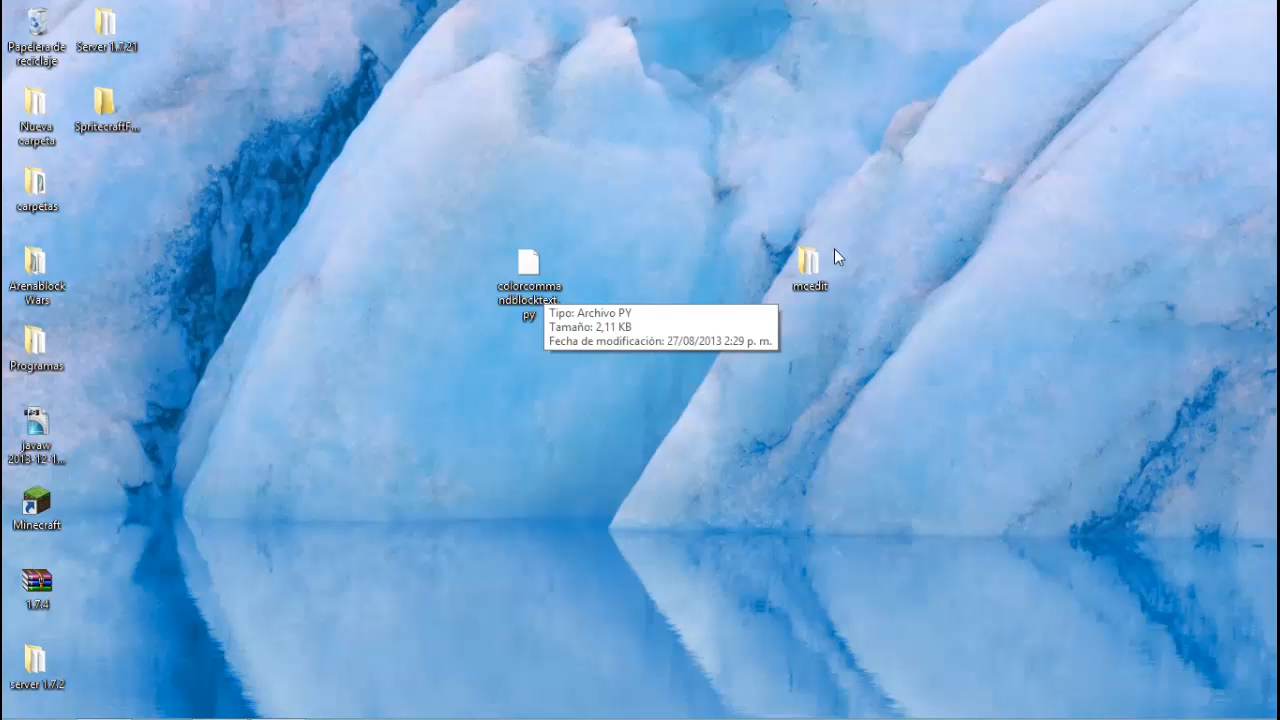 Papelera de
reciclaje
Server 1.7.21
Nueva
carpeta
SpritecraftF...
carpetas
Arenablock
Wars
Programas
javaw
2013-12-1...
Minecraft
1.7.4
server 1.7.2
colorcomma
ndblocktext.
py
mcedit
Tipo: Archivo PY
Tamaño: 2,11 KB
Fecha de modificación: 27/08/2013 2:29 p. m.